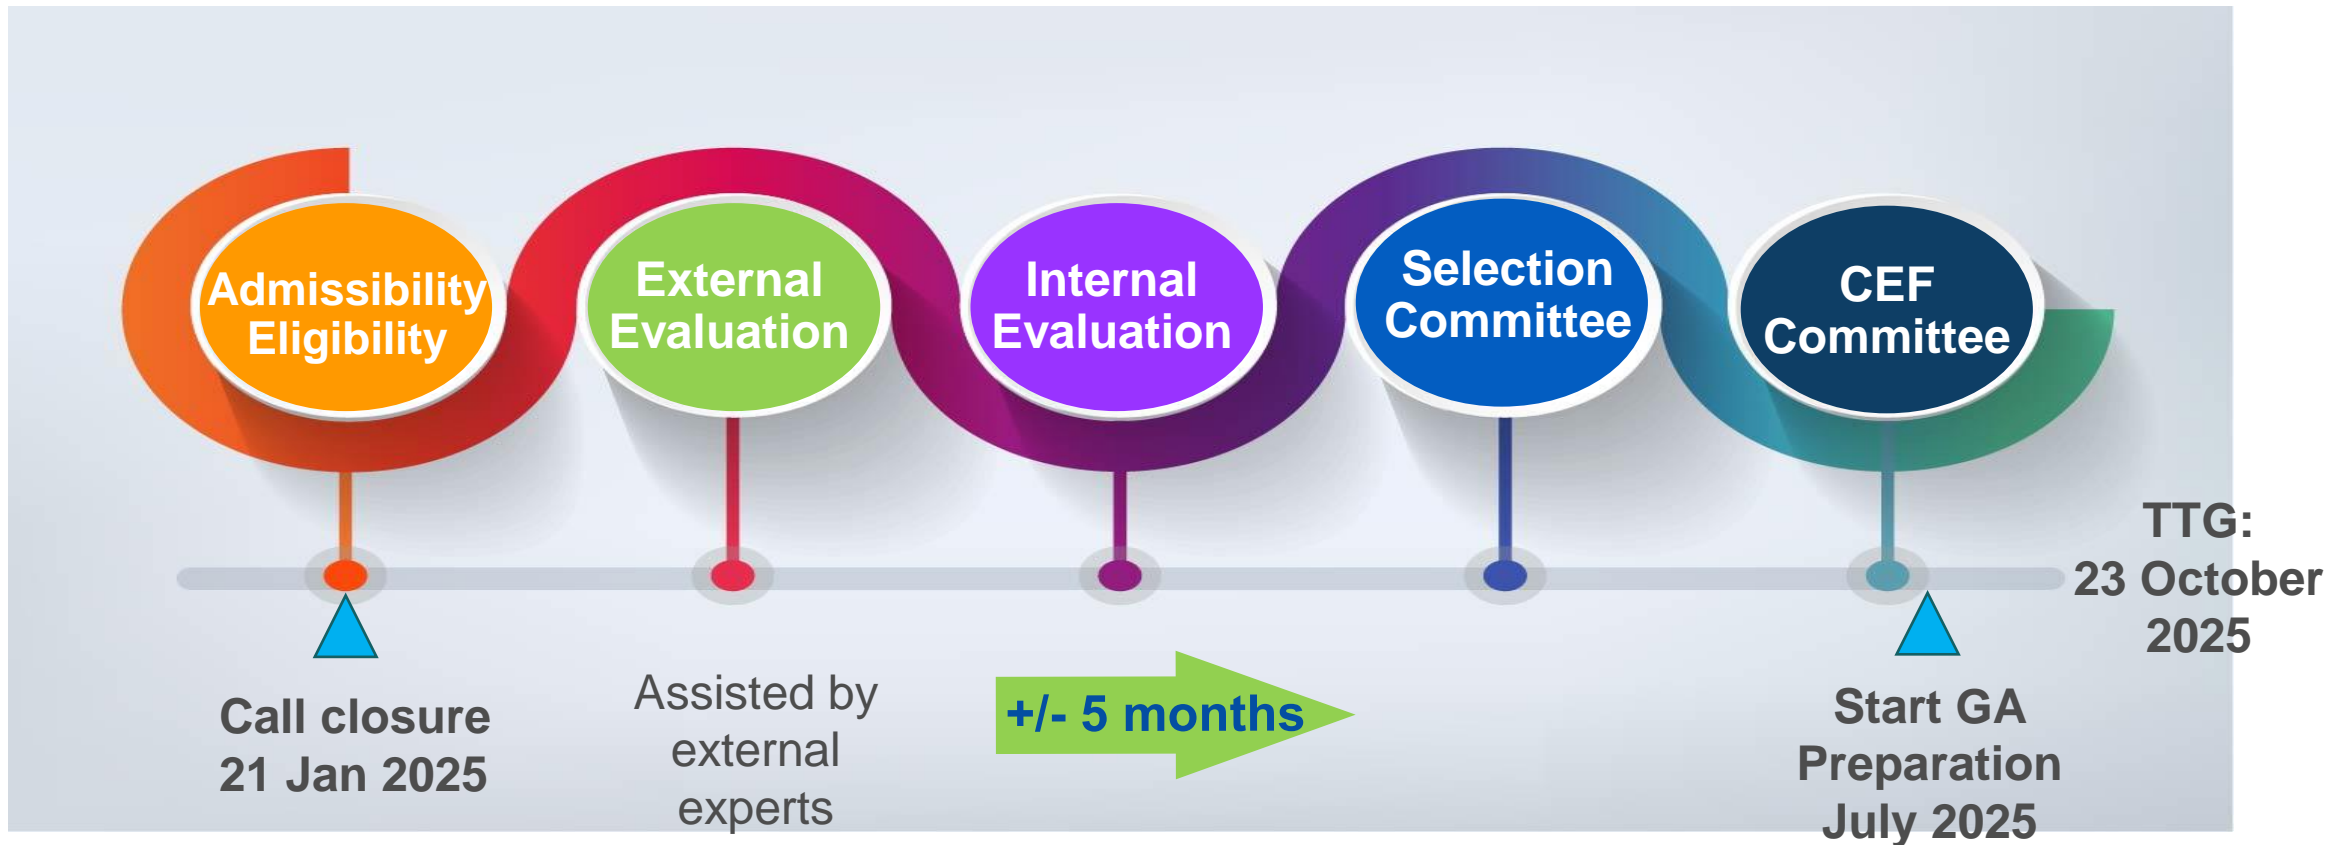 Admissibility
Eligibility
External
Evaluation
Internal
Evaluation
Selection
Committee
CEF
Committee
TTG:
23 October
2025
Call closure
21 Jan 2025
Assisted by
external
experts
+/- 5 months
Start GA
Preparation
July 2025